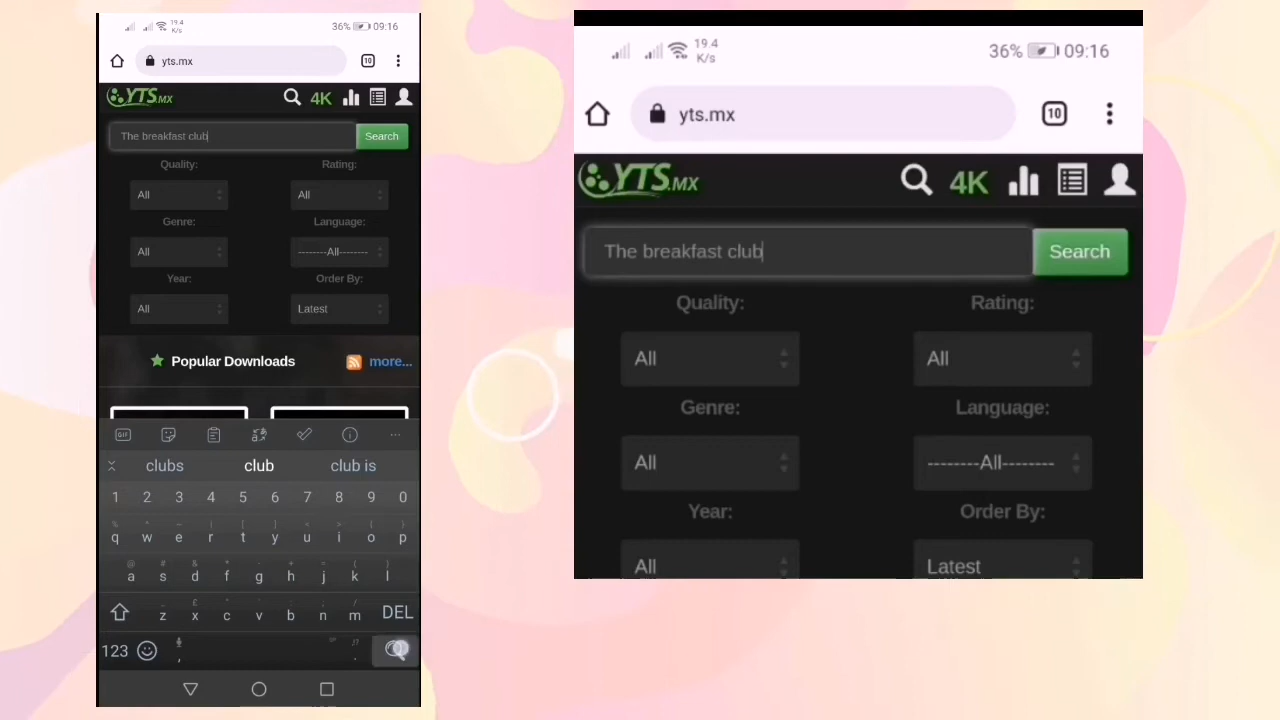 19.4
K/s
36% 09:16
yts.mx
10
YTS.MX
4K
The breakfast club
Search
Quality:
Rating:
All
All
Genre:
Language:
All
--------All--------
Year:
Order By:
All
Latest
Popular Downloads
more...
GIF
clubs
club
club is
1 2 3 4 5 6 7 8 9 0
q w e r t y u i o p
a s d f g h j k l
z x c v b n m DEL
123 , .
19.4
K/s
36% 09:16
yts.mx
10
YTS.MX
4K
The breakfast club
Search
Quality:
Rating:
All
All
Genre:
Language:
All
--------All--------
Year:
Order By:
All
Latest